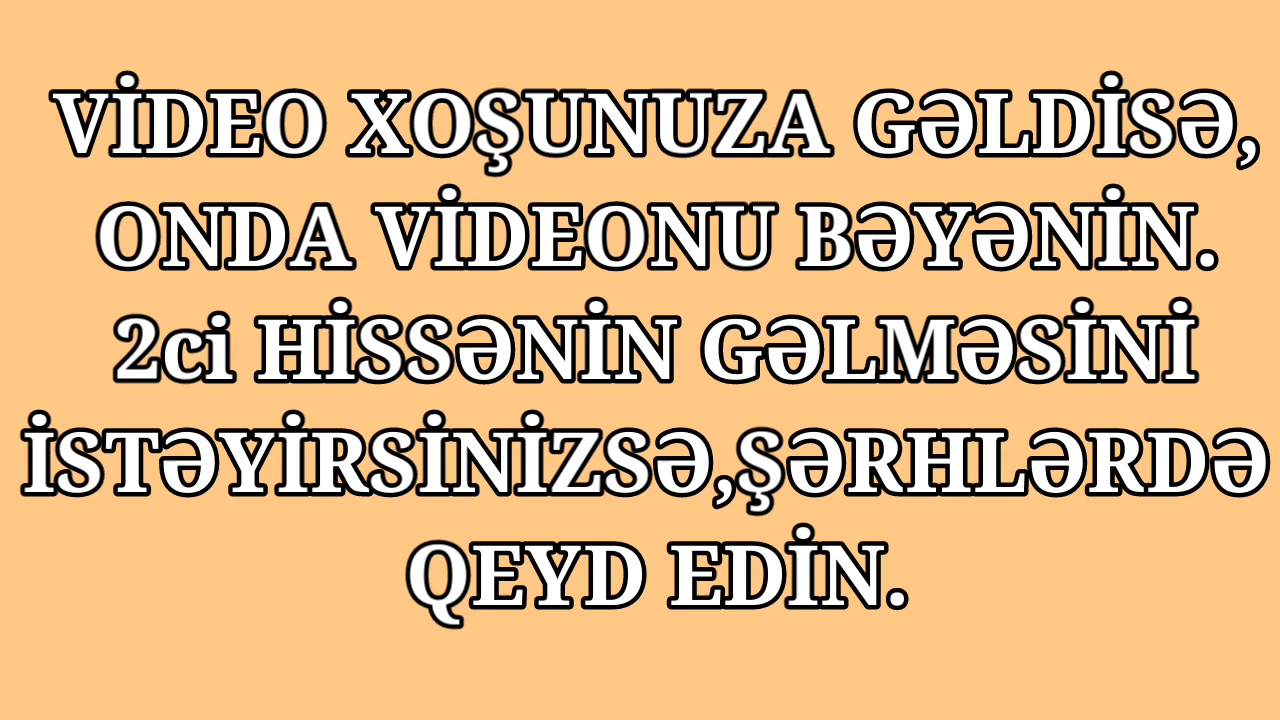 VİDEO XOŞUNUZA GƏLDİSƏ,
ONDA VİDEONU BƏYƏNİN.
2ci HİSSƏNİN GƏLMƏSİNİ
İSTƏYİRSİNİZSƏ,ŞƏRHLƏRDƏ
QEYD EDİN.